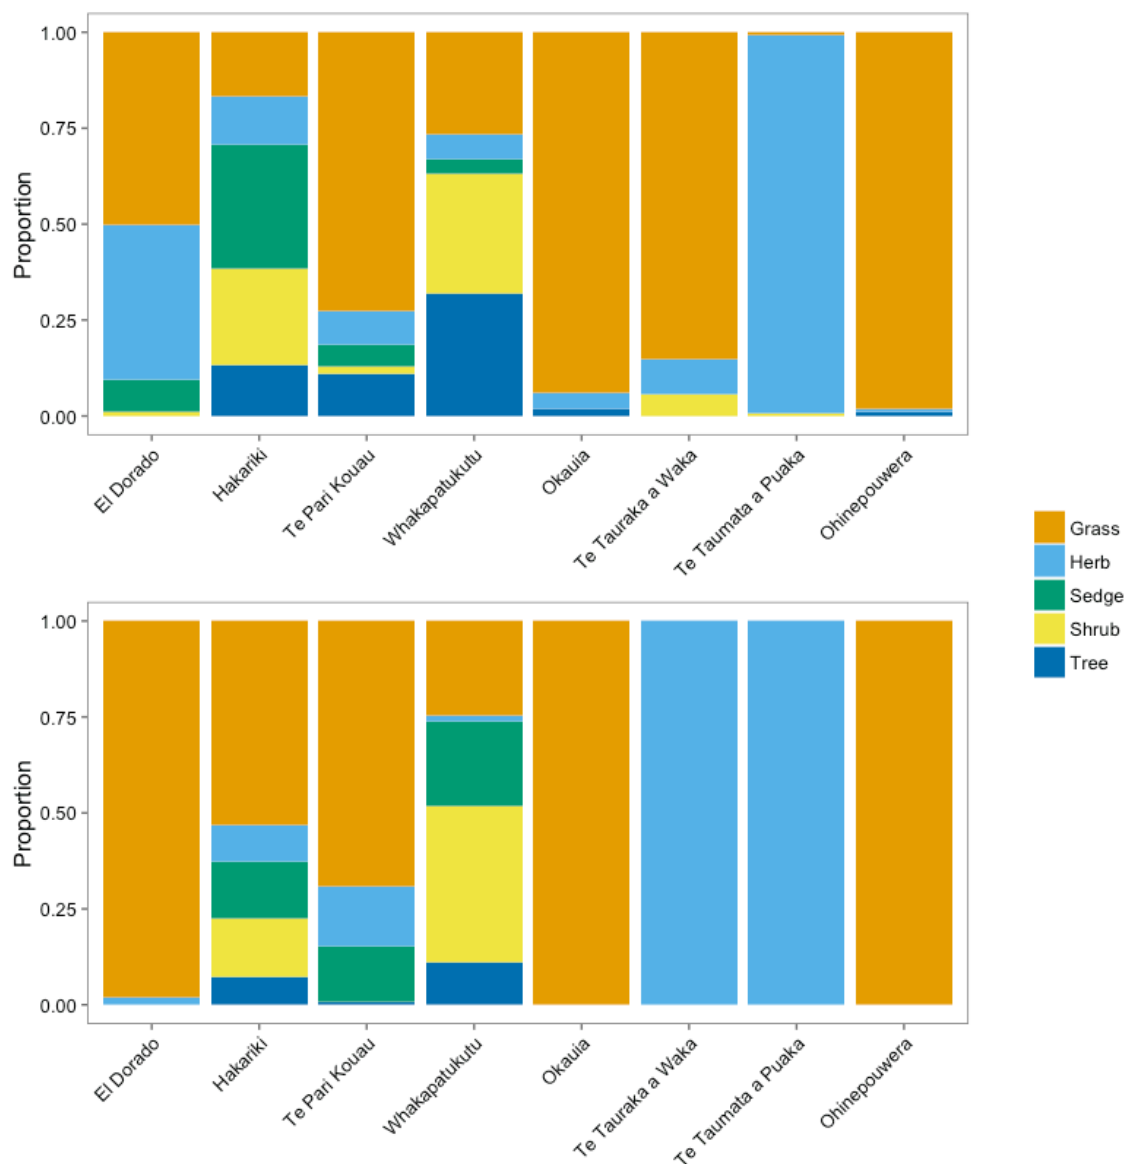 1.00
0.75
0.50
0.25
0.00
Proportion
El Dorado
Hakariki
Te Pari Kouau
Whakapatukutu
Okauia
Te Tauraka a Waka
Te Taumata a Puaka
Ohinepouwera
Grass
Herb
Sedge
Shrub
Tree
1.00
0.75
0.50
0.25
0.00
Proportion
El Dorado
Hakariki
Te Pari Kouau
Whakapatukutu
Okauia
Te Tauraka a Waka
Te Taumata a Puaka
Ohinepouwera